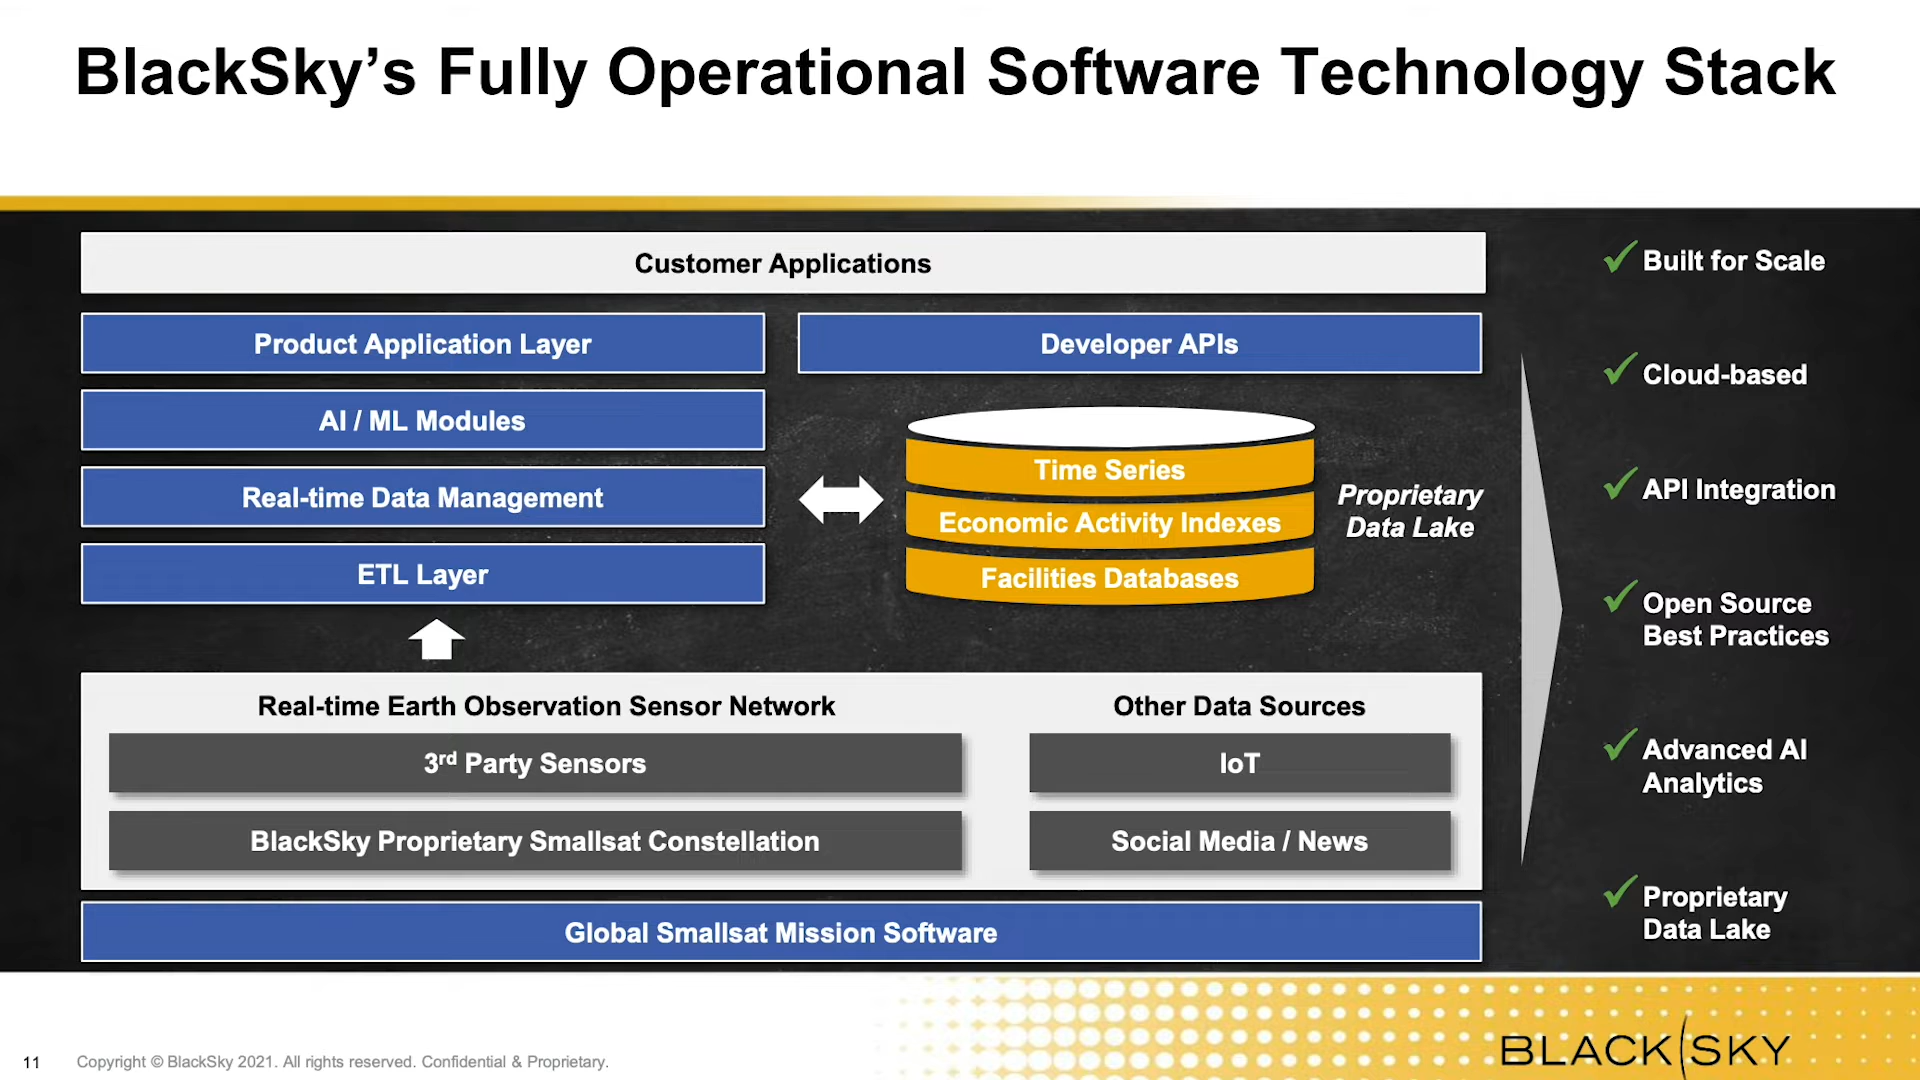 BlackSky’s Fully Operational Software Technology Stack
Customer Applications
Product Application Layer
Developer APIs
AI / ML Modules
Real-time Data Management
ETL Layer
Time Series
Economic Activity Indexes
Facilities Databases
Proprietary
Data Lake
Real-time Earth Observation Sensor Network
3rd Party Sensors
BlackSky Proprietary Smallsat Constellation
Other Data Sources
IoT
Social Media / News
Global Smallsat Mission Software
Built for Scale
Cloud-based
API Integration
Open Source
Best Practices
Advanced AI
Analytics
Proprietary
Data Lake
11
Copyright © BlackSky 2021. All rights reserved. Confidential & Proprietary.
BLACK SKY